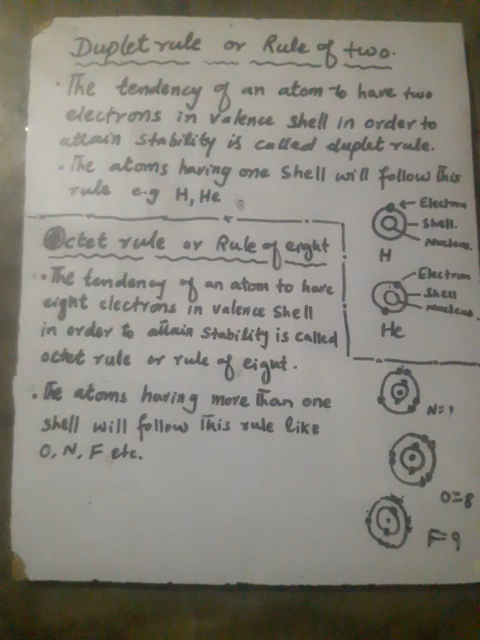 Duplet rule or Rule of two.
• The tendency of an atom to have two
electrons in valence shell in order to
attain stability is called duplet rule.
• The atoms having one shell will follow this
rule e.g H, He
Electron
Shell.
Nucleus
H
Electron
Shell
Nucleus
He
Octet rule or Rule of eight
• The tendency of an atom to have
eight electrons in valence shell
in order to attain stability is called
octet rule or rule of eight.
• The atoms having more than one
shell will follow this rule like
O, N, F etc.
N=7
O=8
F=9